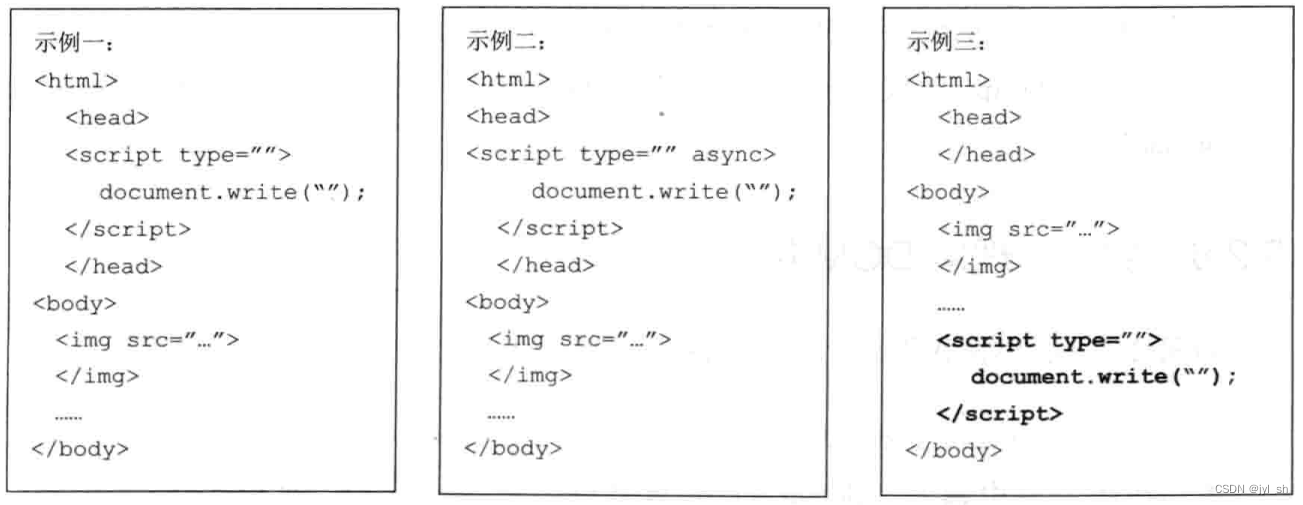 示例一：
<html>
<head>
<script type="">
document.write("");
</script>
</head>
<body>
<img src="…">
</img>
……
</body>
示例二：
<html>
<head>
<script type="" async>
document.write("");
</script>
</head>
<body>
<img src="…">
</img>
……
</body>
示例三：
<html>
<head>
</head>
<body>
<img src="…">
</img>
……
<script type="">
document.write("");
</script>
</body>
CSDN @jyl_sh